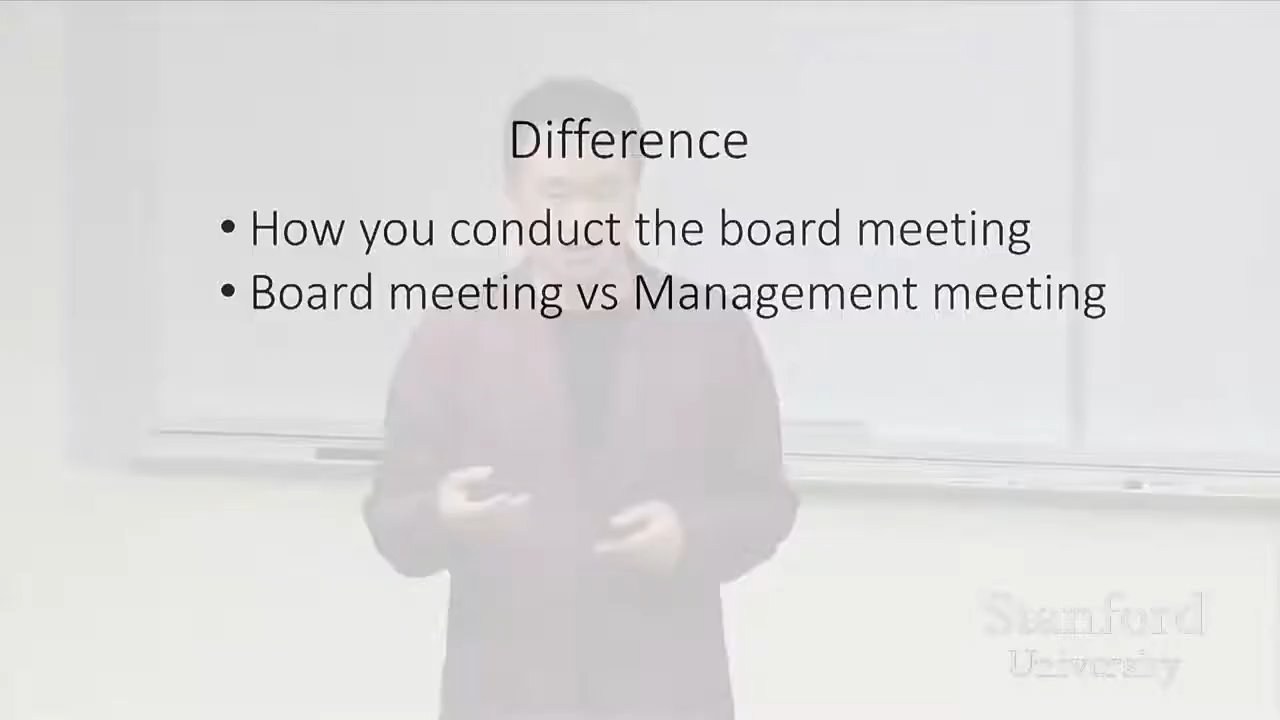 Difference
• How you conduct the board meeting
• Board meeting vs Management meeting
Stanford
University